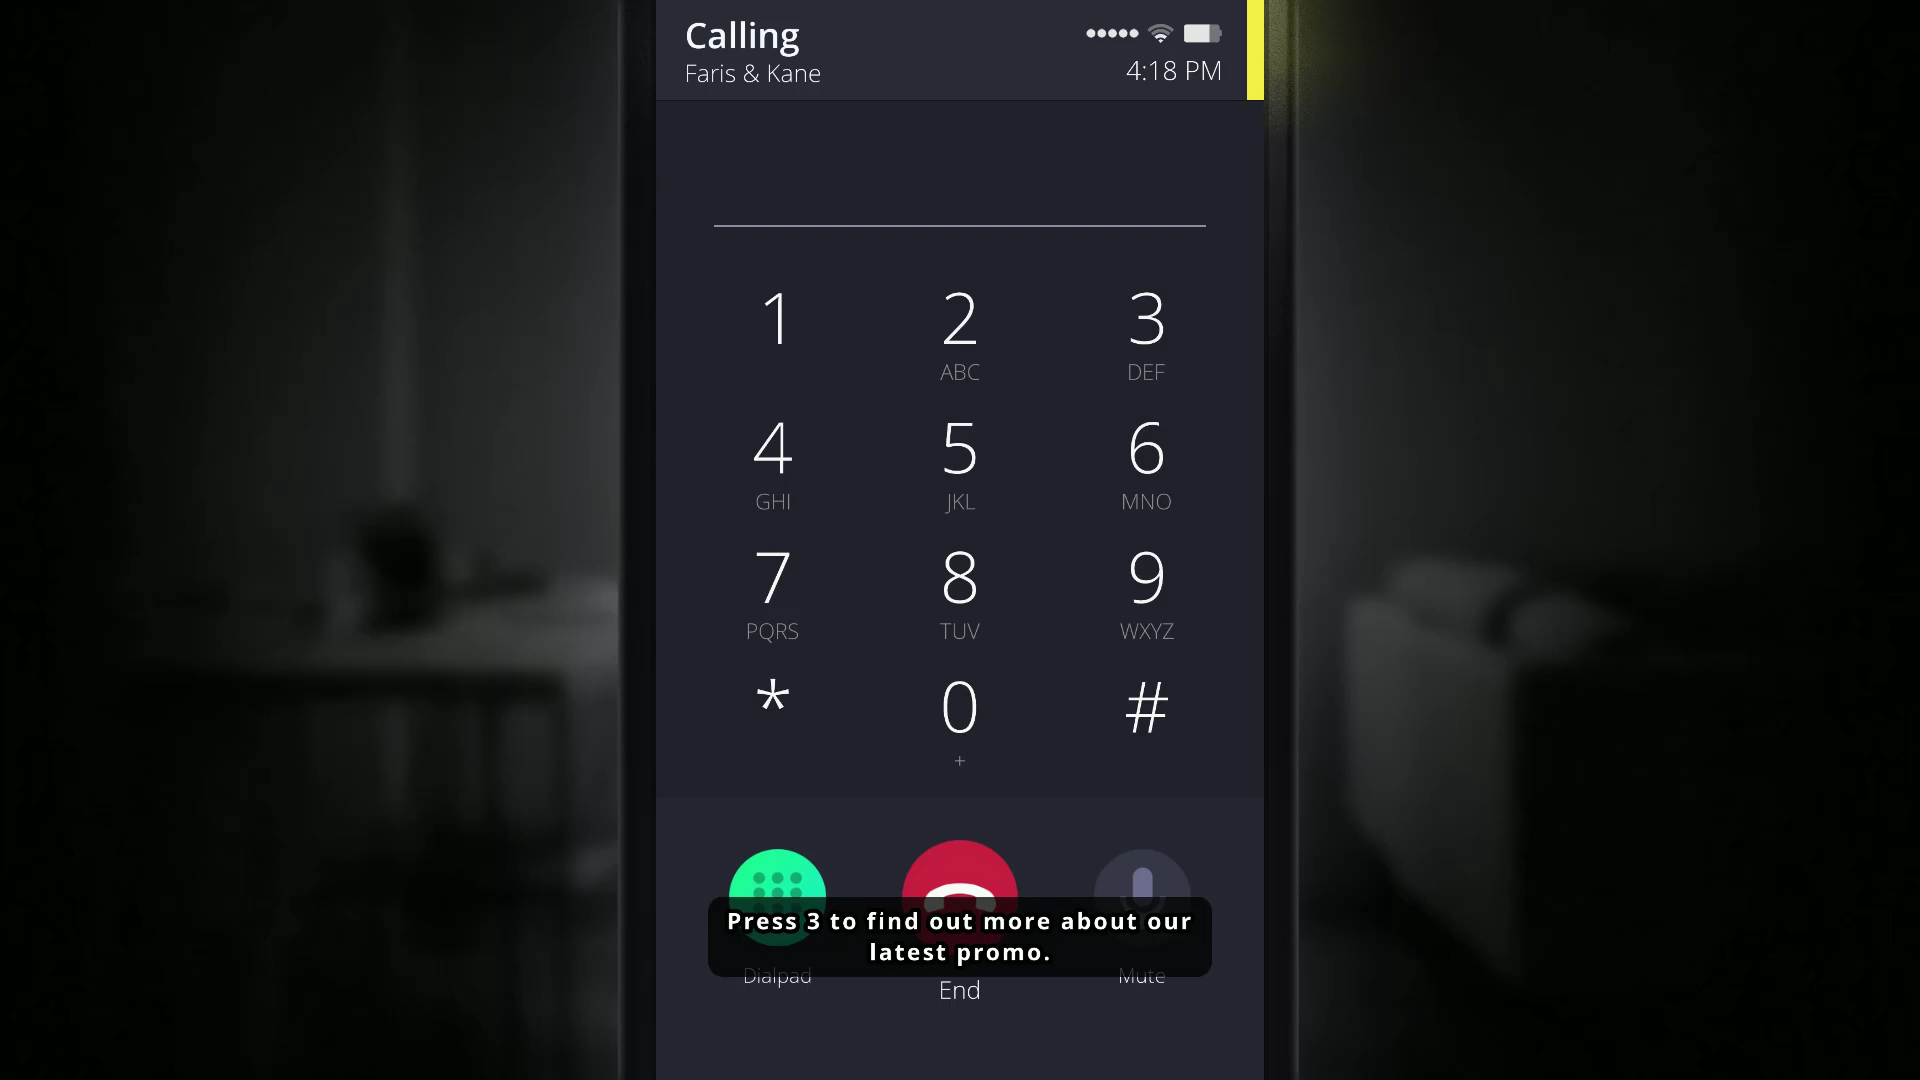 Calling
Faris & Kane
4:18 PM
1
2
3
ABC
DEF
4
5
6
GHI
JKL
MNO
7
8
9
PQRS
TUV
WXYZ
*
0
#
+
Press 3 to find out more about our
latest promo.
Dialpad
End
Mute